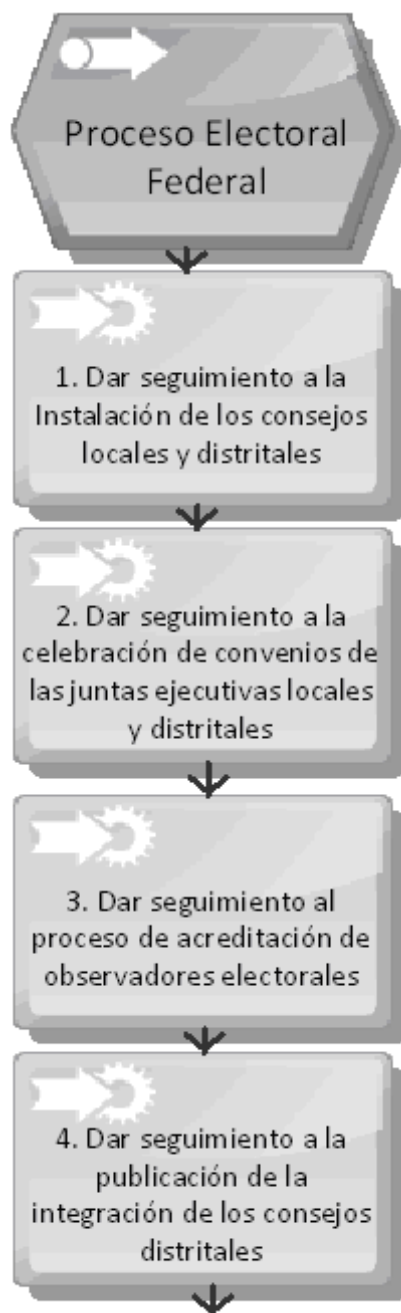 Proceso Electoral
Federal
1. Dar seguimiento a la
Instalación de los consejos
locales y distritales
2. Dar seguimiento a la
celebración de convenios de
las juntas ejecutivas locales
y distritales
3. Dar seguimiento al
proceso de acreditación de
observadores electorales
4. Dar seguimiento a la
publicación de la
integración de los consejos
distritales